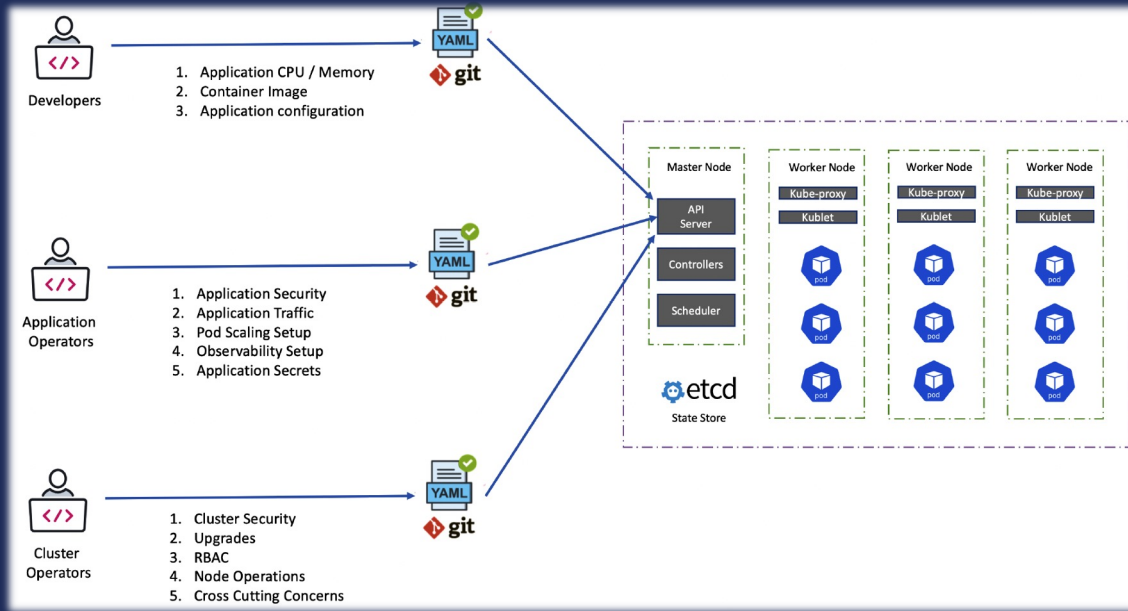 </>
Developers
YAML
git
1. Application CPU / Memory
2. Container Image
3. Application configuration
</>
Application
Operators
YAML
git
1. Application Security
2. Application Traffic
3. Pod Scaling Setup
4. Observability Setup
5. Application Secrets
</>
Cluster
Operators
YAML
git
1. Cluster Security
2. Upgrades
3. RBAC
4. Node Operations
5. Cross Cutting Concerns
Master Node
API
Server
Controllers
Scheduler
etcd
State Store
Worker Node
Kube-proxy
Kublet
pod
pod
pod
Worker Node
Kube-proxy
Kublet
pod
pod
pod
Worker Node
Kube-proxy
Kublet
pod
pod
pod